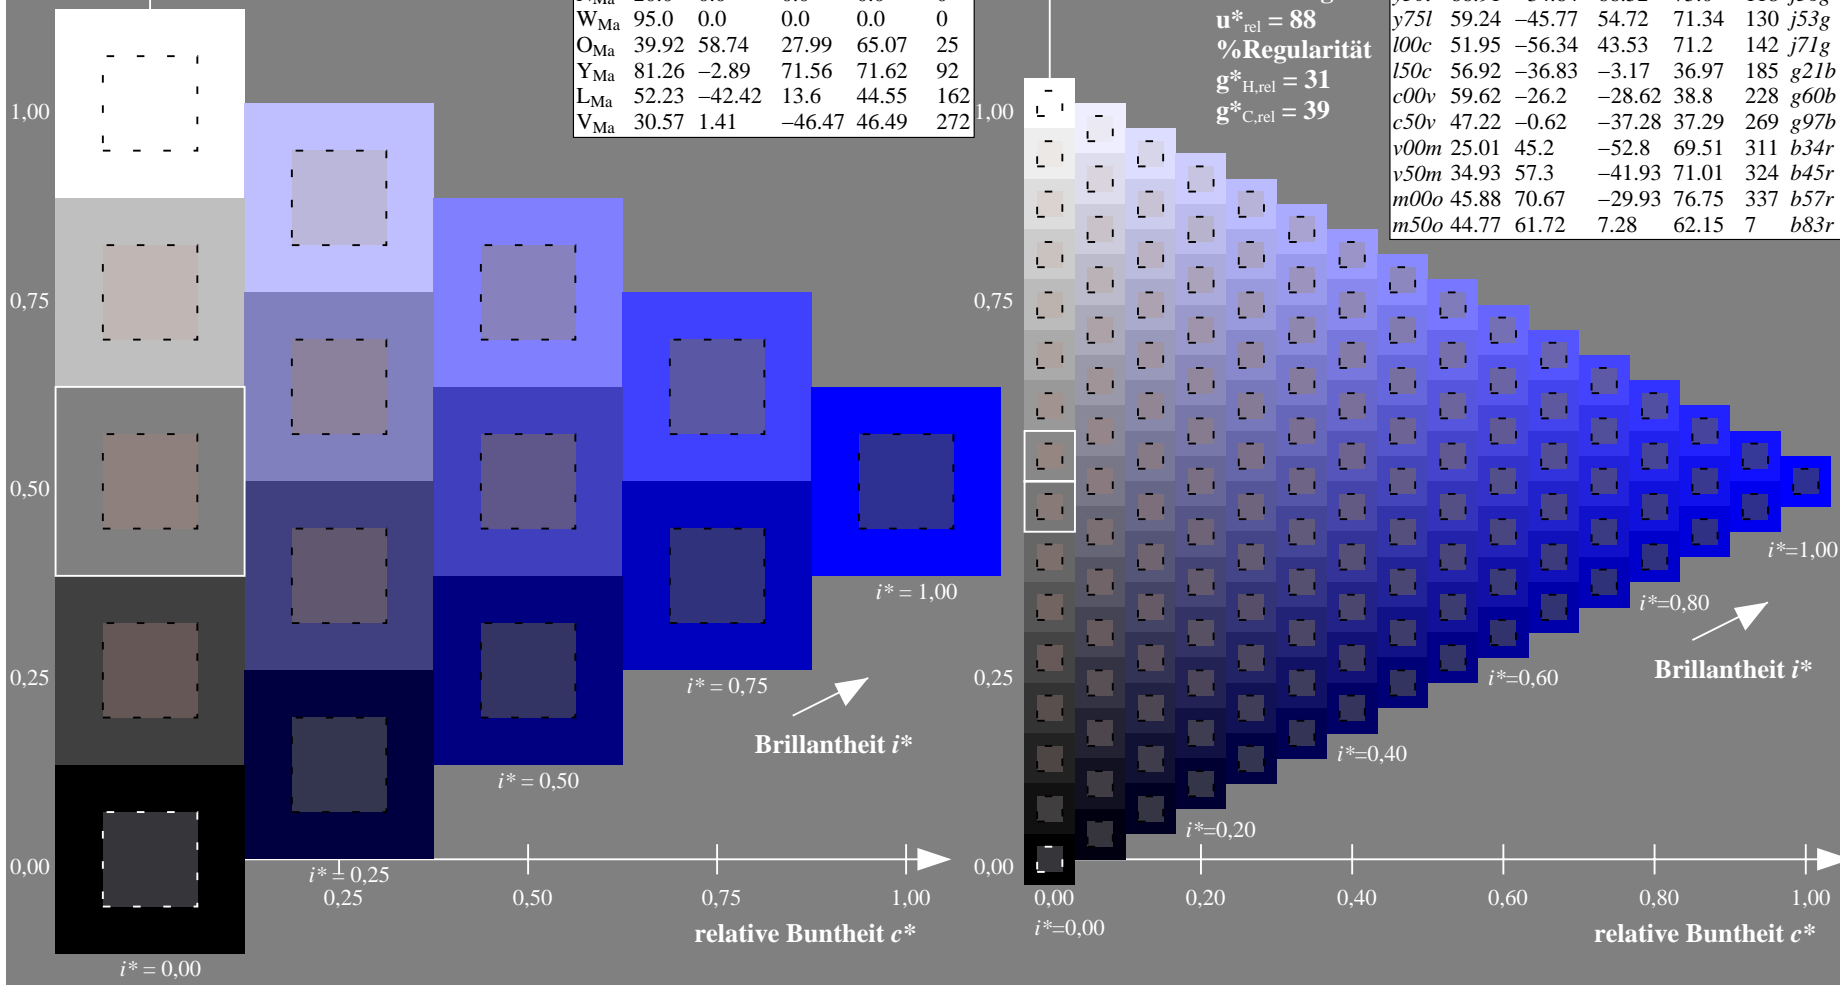 W_Ma 95.0 0.0 0.0 0.0 0
O_Ma 39.92 58.74 27.99 65.07 25
Y_Ma 81.26 −2.89 71.56 71.62 92
L_Ma 52.23 −42.42 13.6 44.55 162
V_Ma 30.57 1.41 −46.47 46.49 272
u*_rel = 88
%Regularität
g*_H,rel = 31
g*_C,rel = 39
y75l 59.24 −45.77 54.72 71.34 130 j53g
l00c 51.95 −56.34 43.53 71.2 142 j71g
l50c 56.92 −36.83 −3.17 36.97 185 g21b
c00v 59.62 −26.2 −28.62 38.8 228 g60b
c50v 47.22 −0.62 −37.28 37.29 269 g97b
v00m 25.01 45.2 −52.8 69.51 311 b34r
v50m 34.93 57.3 −41.93 71.01 324 b45r
m00o 45.88 70.67 −29.93 76.75 337 b57r
m50o 44.77 61.72 7.28 62.15 7 b83r
1,00
0,75
0,50
0,25
0,00
i* = 1,00
i* = 0,75
Brillantheit i*
i* = 0,50
i* = 0,25
0,25 0,50 0,75 1,00
relative Buntheit c*
i* = 0,00
1,00
0,75
0,25
0,00
i*=1,00
i*=0,80
Brillantheit i*
i*=0,60
i*=0,40
i*=0,20
0,00 0,20 0,40 0,60 0,80 1,00
i*=0,00
relative Buntheit c*